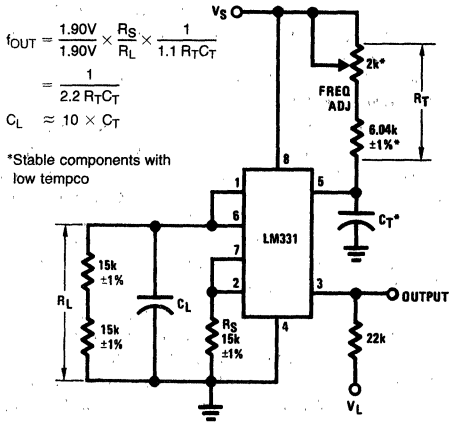 fOUT = 1.90V/1.90V × RS/RL × 1/1.1 RTCT
= 1/2.2 RTCT
CL ≈ 10 × CT
*Stable components with
low tempco
VS
2k*
FREQ
ADJ
RT
6.04k
±1%*
8
1
5
6
LM331
CT*
7
2
3
OUTPUT
4
RL
15k
±1%
15k
±1%
CL
RS
15k
±1%
22k
VL